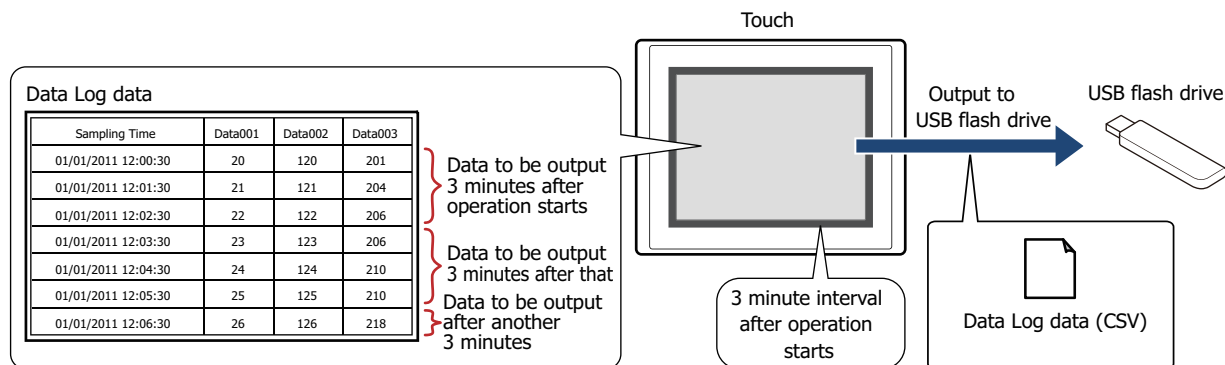 Data Log data
Sampling Time Data001 Data002 Data003
01/01/2011 12:00:30 20 120 201
01/01/2011 12:01:30 21 121 204
01/01/2011 12:02:30 22 122 206
01/01/2011 12:03:30 23 123 206
01/01/2011 12:04:30 24 124 210
01/01/2011 12:05:30 25 125 210
01/01/2011 12:06:30 26 126 218
Data to be output
3 minutes after
operation starts
Data to be output
3 minutes after that
Data to be output
after another
3 minutes
Touch
3 minute interval
after operation
starts
Output to
USB flash drive
USB flash drive
Data Log data (CSV)